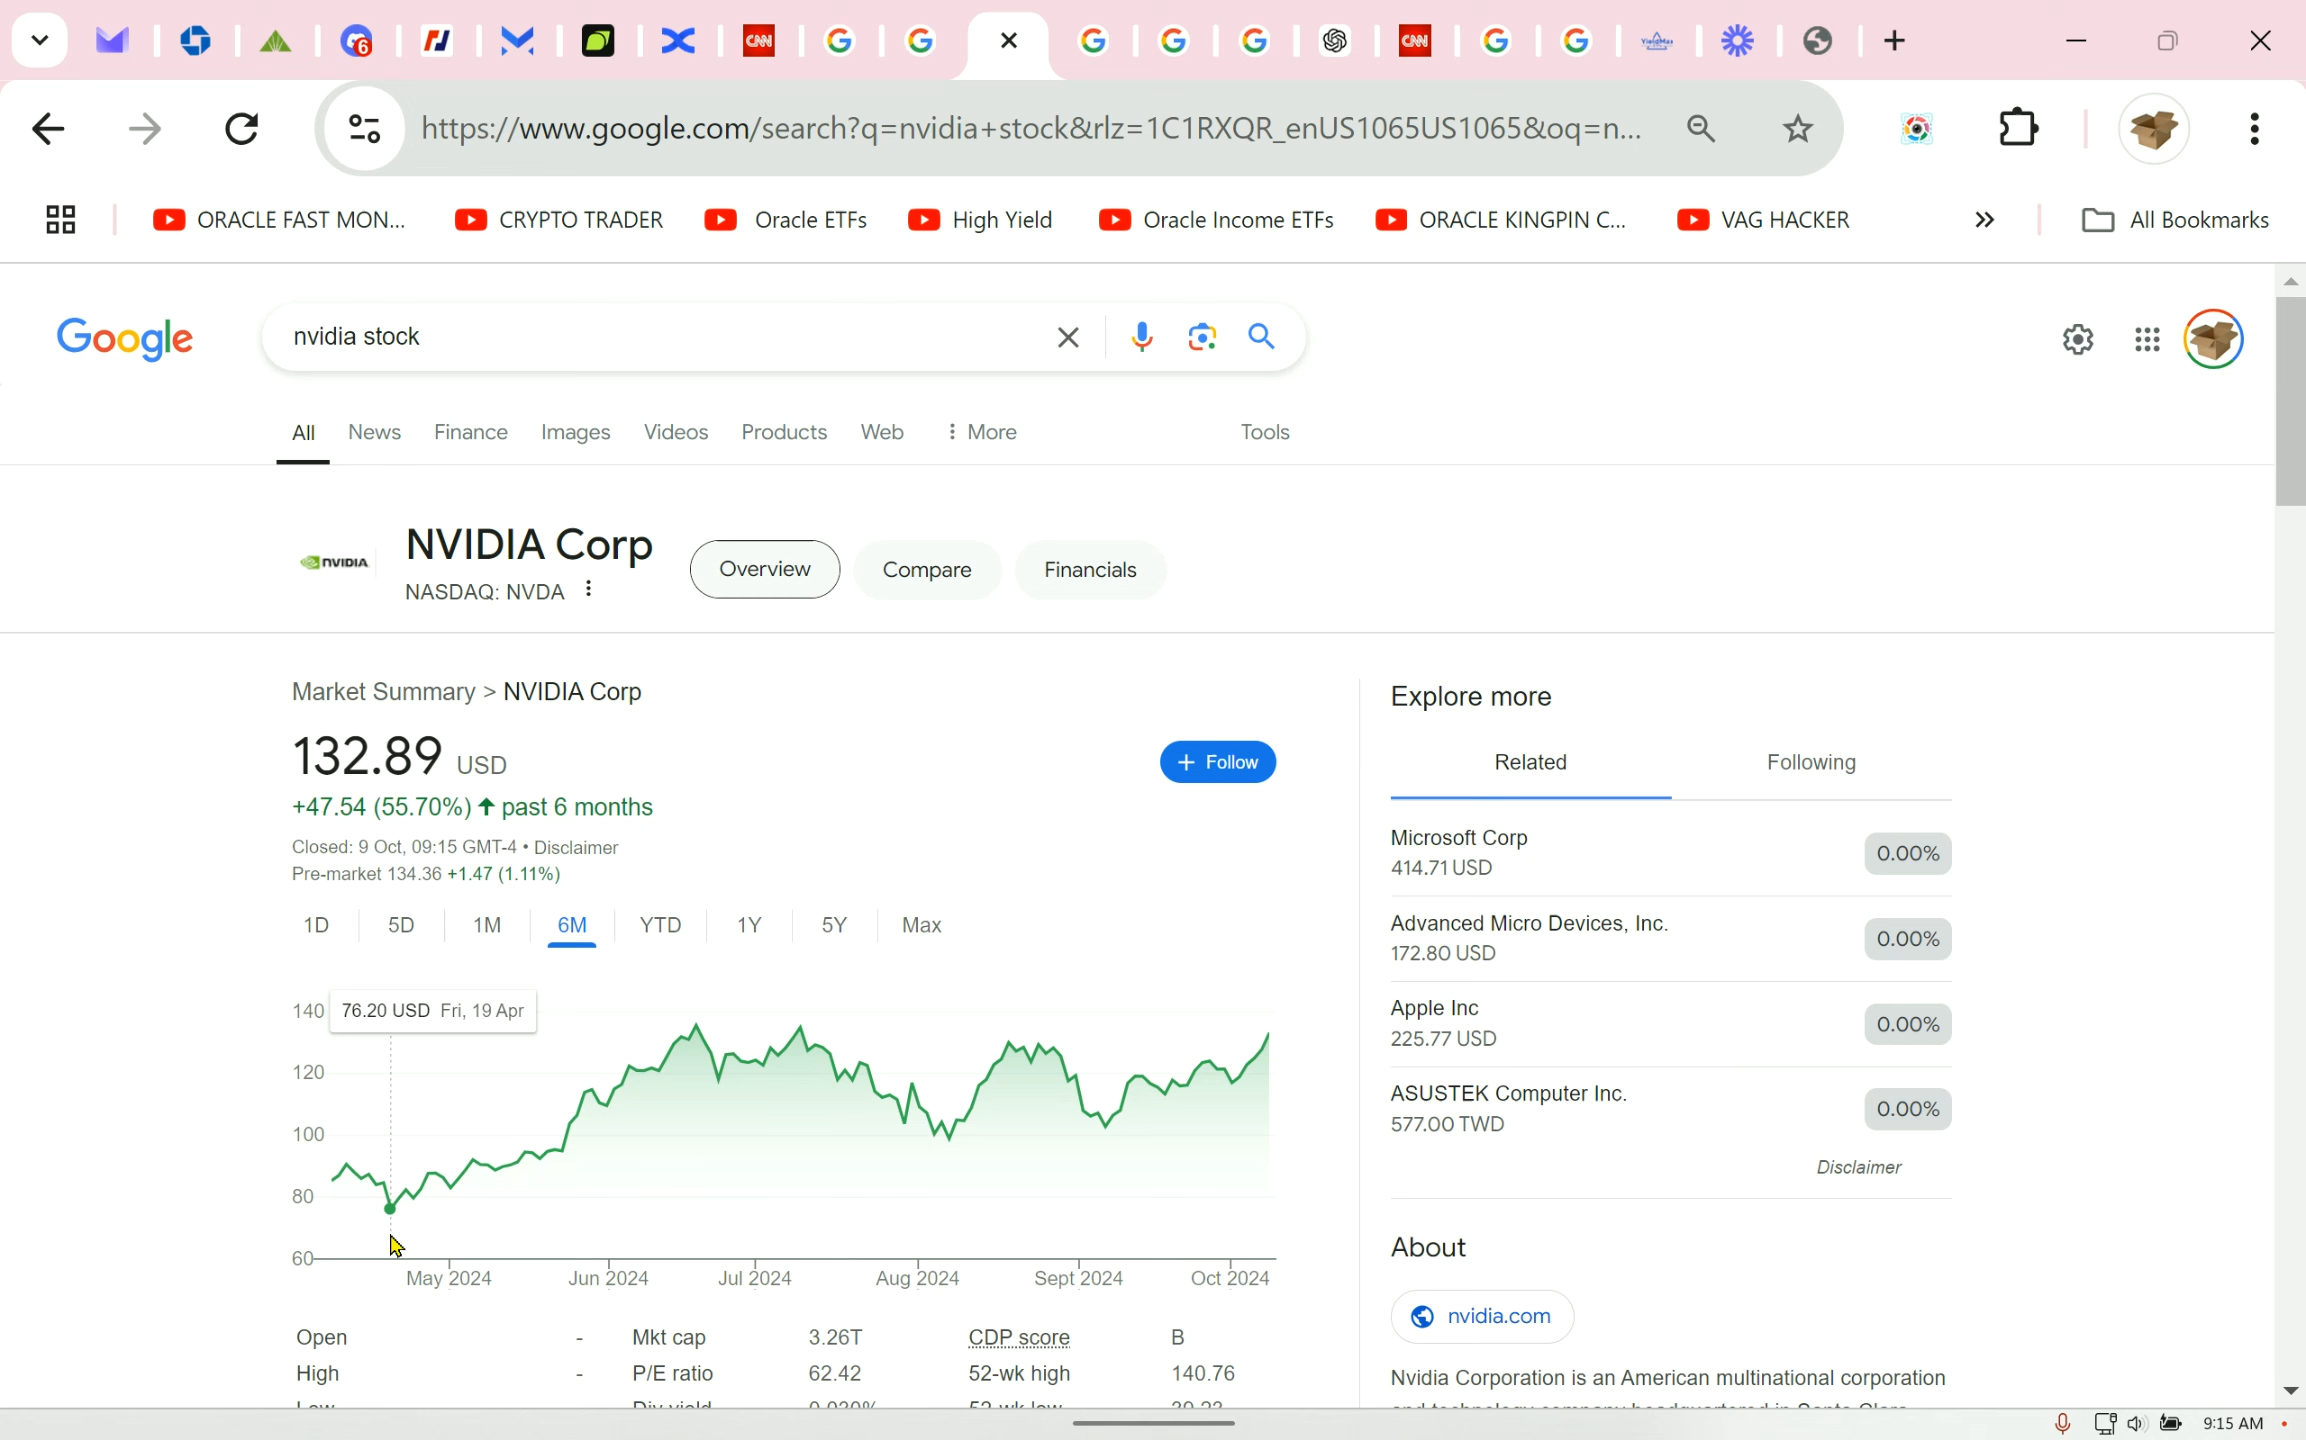 6
CNN
CNN
YieldMax
https://www.google.com/search?q=nvidia+stock&rlz=1C1RXQR_enUS1065US1065&oq=n...
ORACLE FAST MON...
CRYPTO TRADER
Oracle ETFs
High Yield
Oracle Income ETFs
ORACLE KINGPIN C...
VAG HACKER
»
All Bookmarks
Google
nvidia stock
All News Finance Images Videos Products Web More Tools
NVIDIA
NVIDIA Corp
NASDAQ: NVDA
Overview
Compare
Financials
Market Summary > NVIDIA Corp
132.89 USD
+ Follow
+47.54 (55.70%) past 6 months
Closed: 9 Oct, 09:15 GMT-4 • Disclaimer
Pre-market 134.36 +1.47 (1.11%)
1D 5D 1M 6M YTD 1Y 5Y Max
76.20 USD Fri, 19 Apr
140
120
100
80
60
May 2024 Jun 2024 Jul 2024 Aug 2024 Sept 2024 Oct 2024
Open - Mkt cap 3.26T CDP score B
High - P/E ratio 62.42 52-wk high 140.76
Explore more
Related Following
Microsoft Corp
414.71 USD
0.00%
Advanced Micro Devices, Inc.
172.80 USD
0.00%
Apple Inc
225.77 USD
0.00%
ASUSTEK Computer Inc.
577.00 TWD
0.00%
Disclaimer
About
nvidia.com
Nvidia Corporation is an American multinational corporation
9:15 AM